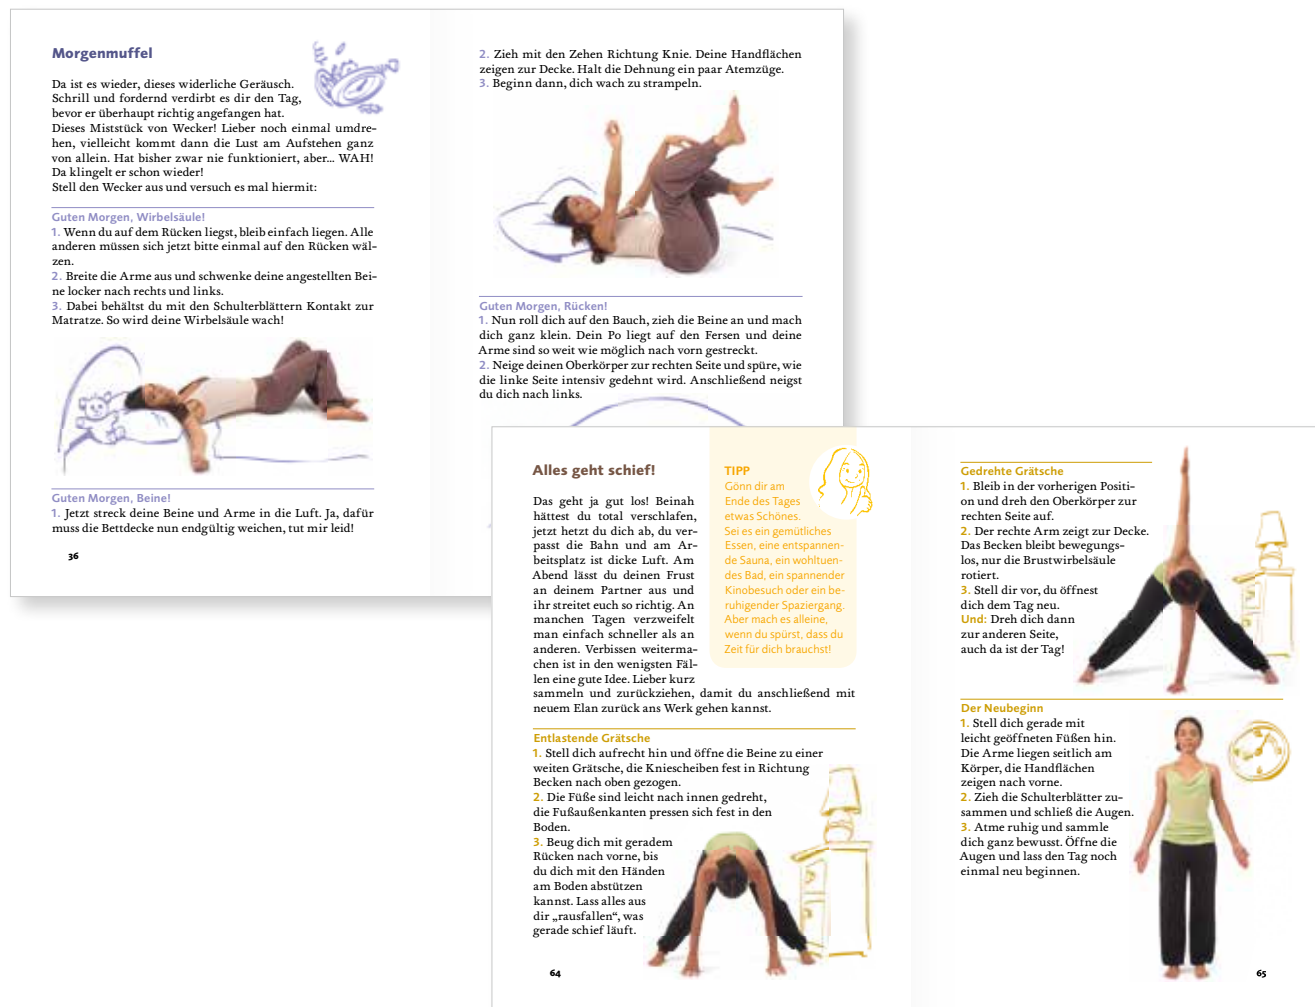 Morgenmuffel
Da ist es wieder, dieses widerliche Geräusch.
Schrill und fordernd verdirbt es dir den Tag,
bevor er überhaupt richtig angefangen hat.
Dieses Miststück von Wecker! Lieber noch einmal umdre-
hen, vielleicht kommt dann die Lust am Aufstehen ganz
von allein. Hat bisher zwar nie funktioniert, aber... WAH!
Da klingelt er schon wieder!
Stell den Wecker aus und versuch es mal hiermit:
Guten Morgen, Wirbelsäule!
1. Wenn du auf dem Rücken liegst, bleib einfach liegen. Alle
anderen müssen sich jetzt bitte einmal auf den Rücken wäl-
zen.
2. Breite die Arme aus und schwenke deine angestellten Bei-
ne locker nach rechts und links.
3. Dabei behältst du mit den Schulterblättern Kontakt zur
Matratze. So wird deine Wirbelsäule wach!
Guten Morgen, Beine!
1. Jetzt streck deine Beine und Arme in die Luft. Ja, dafür
muss die Bettdecke nun endgültig weichen, tut mir leid!
36
2. Zieh mit den Zehen Richtung Knie. Deine Handflächen
zeigen zur Decke. Halt die Dehnung ein paar Atemzüge.
3. Beginn dann, dich wach zu strampeln.
Guten Morgen, Rücken!
1. Nun roll dich auf den Bauch, zieh die Beine an und mach
dich ganz klein. Dein Po liegt auf den Fersen und deine
Arme sind so weit wie möglich nach vorn gestreckt.
2. Neige deinen Oberkörper zur rechten Seite und spüre, wie
die linke Seite intensiv gedehnt wird. Anschließend neigst
du dich nach links.
Alles geht schief!
Das geht ja gut los! Beinah
hättest du total verschlafen,
jetzt hetzt du dich ab, du ver-
passt die Bahn und am Ar-
beitsplatz ist dicke Luft. Am
Abend lässt du deinen Frust
an deinem Partner aus und
ihr streitet euch so richtig. An
manchen Tagen verzweifelt
man einfach schneller als an
anderen. Verbissen weiterma-
chen ist in den wenigsten Fäl-
len eine gute Idee. Lieber kurz
sammeln und zurückziehen, damit du anschließend mit
neuem Elan zurück ans Werk gehen kannst.
TIPP
Gönn dir am
Ende des Tages
etwas Schönes.
Sei es ein gemütliches
Essen, eine entspannen-
de Sauna, ein wohltuen-
des Bad, ein spannender
Kinobesuch oder ein be-
ruhigender Spaziergang.
Aber mach es alleine,
wenn du spürst, dass du
Zeit für dich brauchst!
Entlastende Grätsche
1. Stell dich aufrecht hin und öffne die Beine zu einer
weiten Grätsche, die Kniescheiben fest in Richtung
Becken nach oben gezogen.
2. Die Füße sind leicht nach innen gedreht,
die Fußaußenkanten pressen sich fest in den
Boden.
3. Beug dich mit geradem
Rücken nach vorne, bis
du dich mit den Händen
am Boden abstützen
kannst. Lass alles aus
dir „rausfallen“, was
gerade schief läuft.
64
Gedrehte Grätsche
1. Bleib in der vorherigen Positi-
on und dreh den Oberkörper zur
rechten Seite auf.
2. Der rechte Arm zeigt zur Decke.
Das Becken bleibt bewegungs-
los, nur die Brustwirbelsäule
rotiert.
3. Stell dir vor, du öffnest
dich dem Tag neu.
Und: Dreh dich dann
zur anderen Seite,
auch da ist der Tag!
Der Neubeginn
1. Stell dich gerade mit
leicht geöffneten Füßen hin.
Die Arme liegen seitlich am
Körper, die Handflächen
zeigen nach vorne.
2. Zieh die Schulterblätter zu-
sammen und schließ die Augen.
3. Atme ruhig und sammle
dich ganz bewusst. Öffne die
Augen und lass den Tag noch
einmal neu beginnen.
65